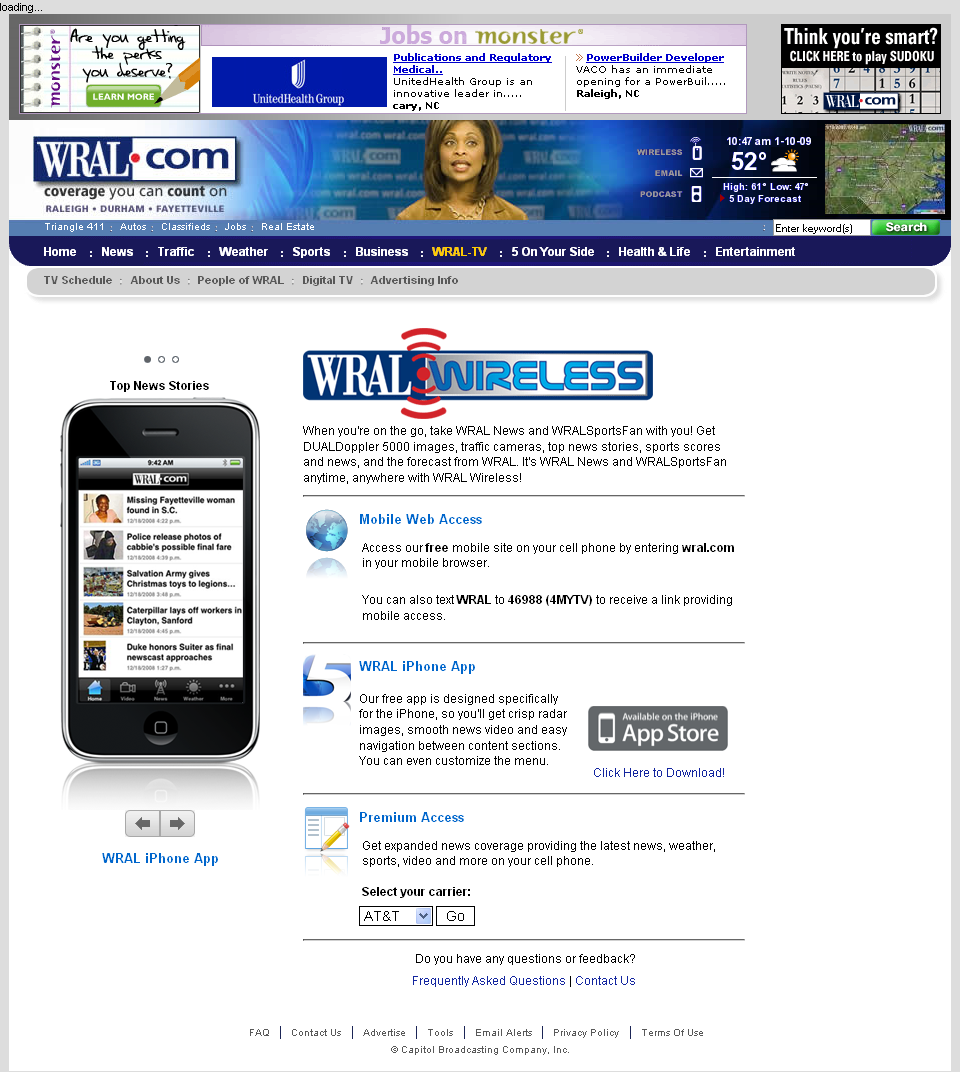 loading...
monster®
Are you getting
the perks
you deserve?
LEARN MORE
Jobs on monster®
UnitedHealth Group
Publications and Regulatory
Medical..
UnitedHealth Group is an
innovative leader in.....
cary, NC
PowerBuilder Developer
VACO has an immediate
opening for a PowerBuil.....
Raleigh, NC
Think you're smart?
CLICK HERE to play SUDOKU
WRAL.com
WRAL.com
coverage you can count on
RALEIGH • DURHAM • FAYETTEVILLE
WIRELESS
EMAIL
PODCAST
10:47 am 1-10-09
52°
High: 61° Low: 47°
5 Day Forecast
Triangle 411 : Autos : Classifieds : Jobs : Real Estate
: Enter keyword(s) Search
Home : News : Traffic : Weather : Sports : Business : WRAL-TV : 5 On Your Side : Health & Life : Entertainment
TV Schedule : About Us : People of WRAL : Digital TV : Advertising Info
Top News Stories
9:42 AM
WRAL.com
Missing Fayetteville woman
found in S.C.
12/18/2008 4:22 p.m.
Police release photos of
cabbie's possible final fare
12/18/2008 4:39 p.m.
Salvation Army gives
Christmas toys to legions...
12/18/2008 3:48 p.m.
Caterpillar lays off workers in
Clayton, Sanford
12/18/2008 4:45 p.m.
Duke honors Suiter as final
newscast approaches
12/18/2008 1:27 p.m.
Home Video News Weather More
WRAL iPhone App
WRAL WIRELESS
When you're on the go, take WRAL News and WRALSportsFan with you! Get
DUALDoppler 5000 images, traffic cameras, top news stories, sports scores
and news, and the forecast from WRAL. It's WRAL News and WRALSportsFan
anytime, anywhere with WRAL Wireless!
Mobile Web Access
Access our free mobile site on your cell phone by entering wral.com
in your mobile browser.
You can also text WRAL to 46988 (4MYTV) to receive a link providing
mobile access.
5
WRAL iPhone App
Our free app is designed specifically
for the iPhone, so you'll get crisp radar
images, smooth news video and easy
navigation between content sections.
You can even customize the menu.
Available on the iPhone
App Store
Click Here to Download!
Premium Access
Get expanded news coverage providing the latest news, weather,
sports, video and more on your cell phone.
Select your carrier:
AT&T Go
Do you have any questions or feedback?
Frequently Asked Questions | Contact Us
FAQ | Contact Us | Advertise | Tools | Email Alerts | Privacy Policy | Terms Of Use
© Capitol Broadcasting Company, Inc.